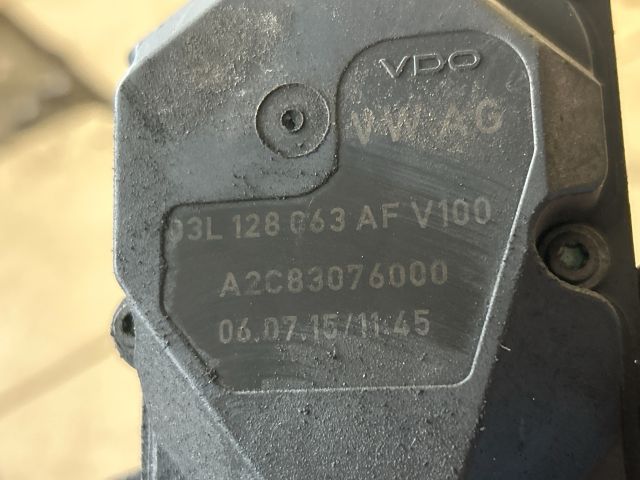 VDO
VW AG
03L 128 063 AF V100
A2C83076000
06.07.15/11:45